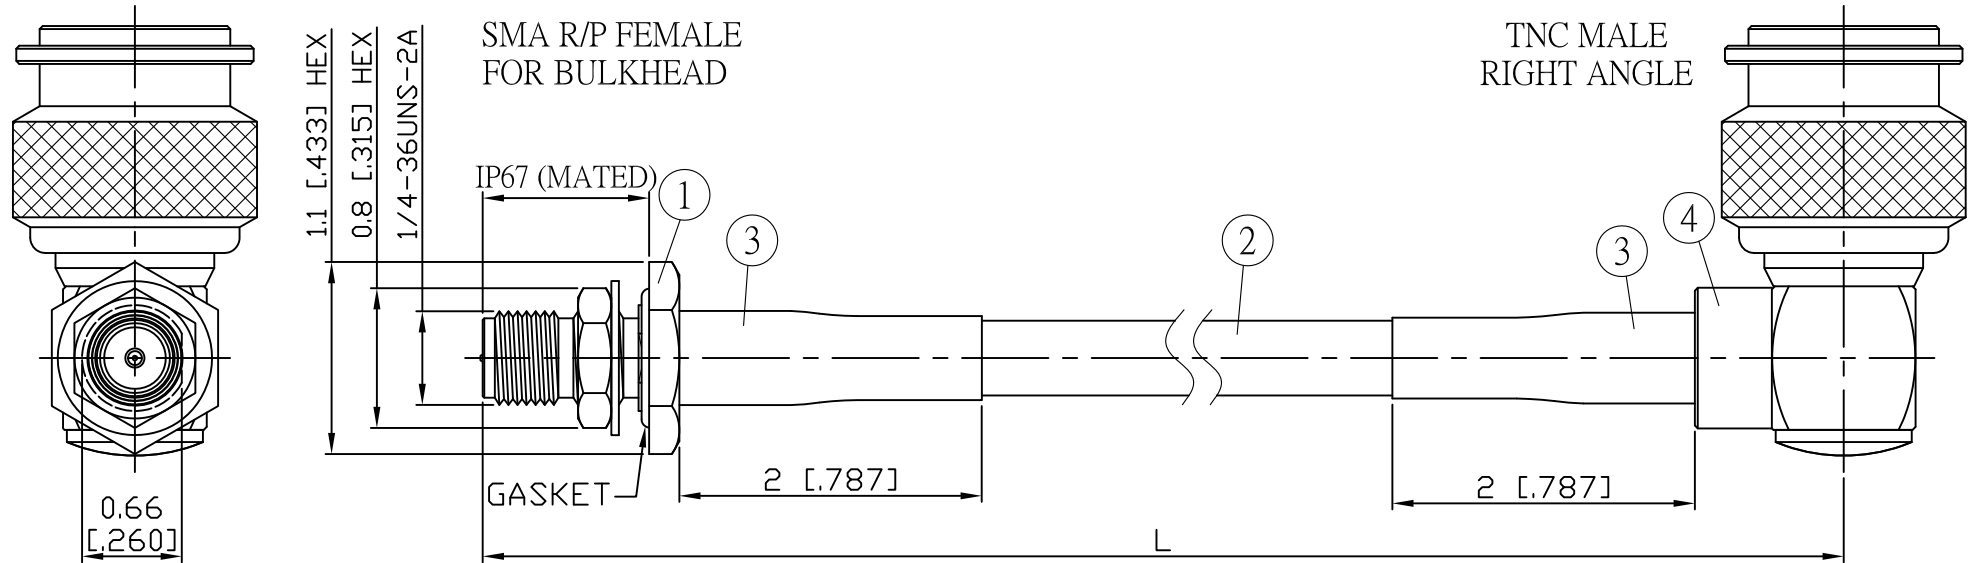 SMA R/P FEMALE
FOR BULKHEAD
TNC MALE
RIGHT ANGLE
1.1 [.433] HEX
0.8 [.315] HEX
1/4-36UNS-2A
IP67 (MATED)
1
3
2
3
4
GASKET
2 [.787]
2 [.787]
0.66
[.260]
L